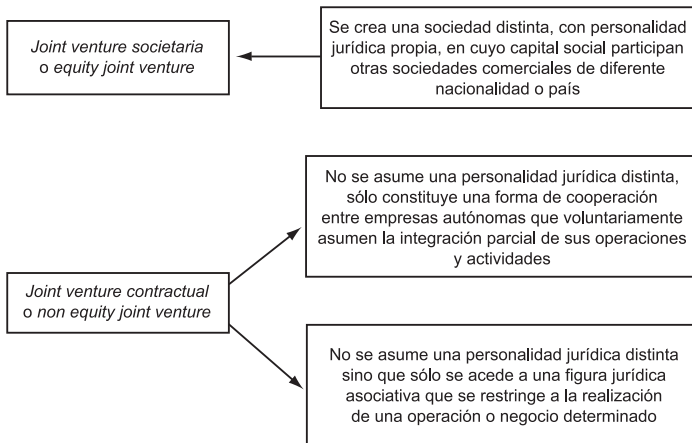 Joint venture societaria
o equity joint venture
Se crea una sociedad distinta, con personalidad
jurídica propia, en cuyo capital social participan
otras sociedades comerciales de diferente
nacionalidad o país
No se asume una personalidad jurídica distinta,
sólo constituye una forma de cooperación
entre empresas autónomas que voluntariamente
asumen la integración parcial de sus operaciones
y actividades
Joint venture contractual
o non equity joint venture
No se asume una personalidad jurídica distinta
sino que sólo se acede a una figura jurídica
asociativa que se restringe a la realización
de una operación o negocio determinado